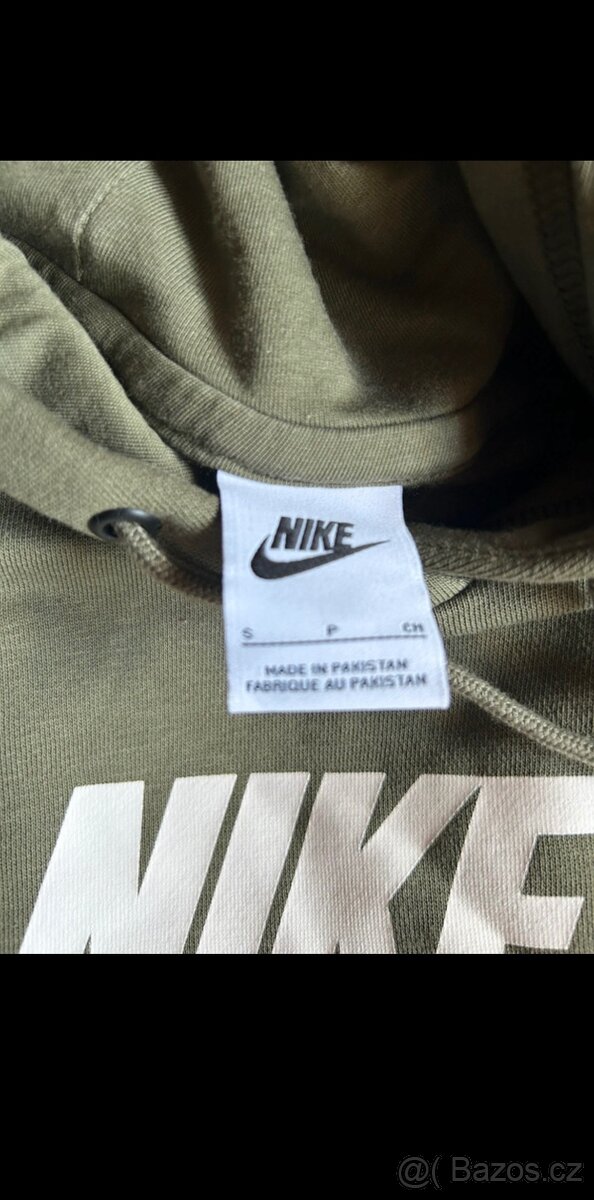 NIKE
S P CH
MADE IN PAKISTAN
FABRIQUE AU PAKISTAN
NIKE
@( Bazos.cz